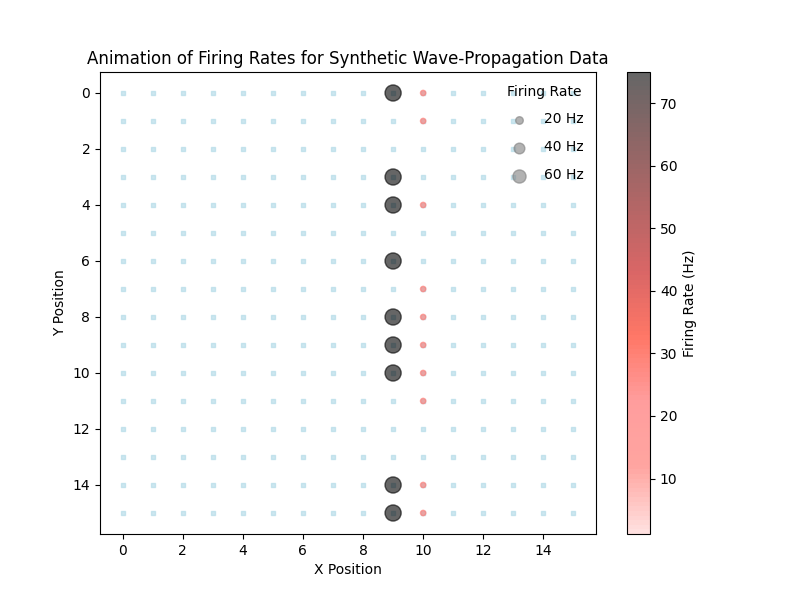 Animation of Firing Rates for Synthetic Wave-Propagation Data
Firing Rate
20 Hz
40 Hz
60 Hz
0
2
4
6
8
10
12
14
Y Position
0
2
4
6
8
10
12
14
X Position
70
60
50
40
30
20
10
Firing Rate (Hz)